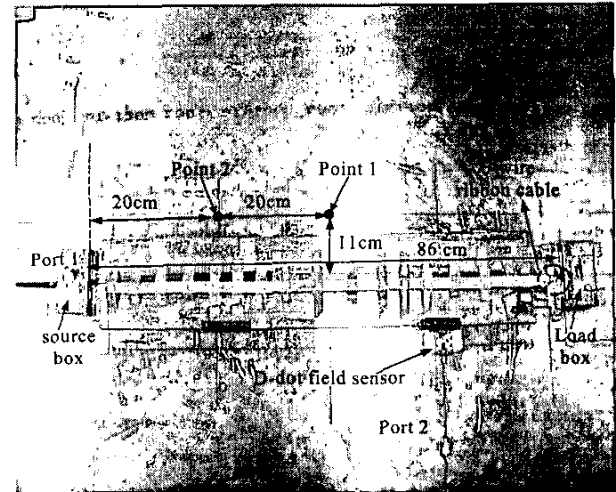 Point 2
Point 1
20cm
20cm
wire
ribbon cable
11cm
86 cm
Port 1
source
box
Load
box
D-dot field sensor
Port 2